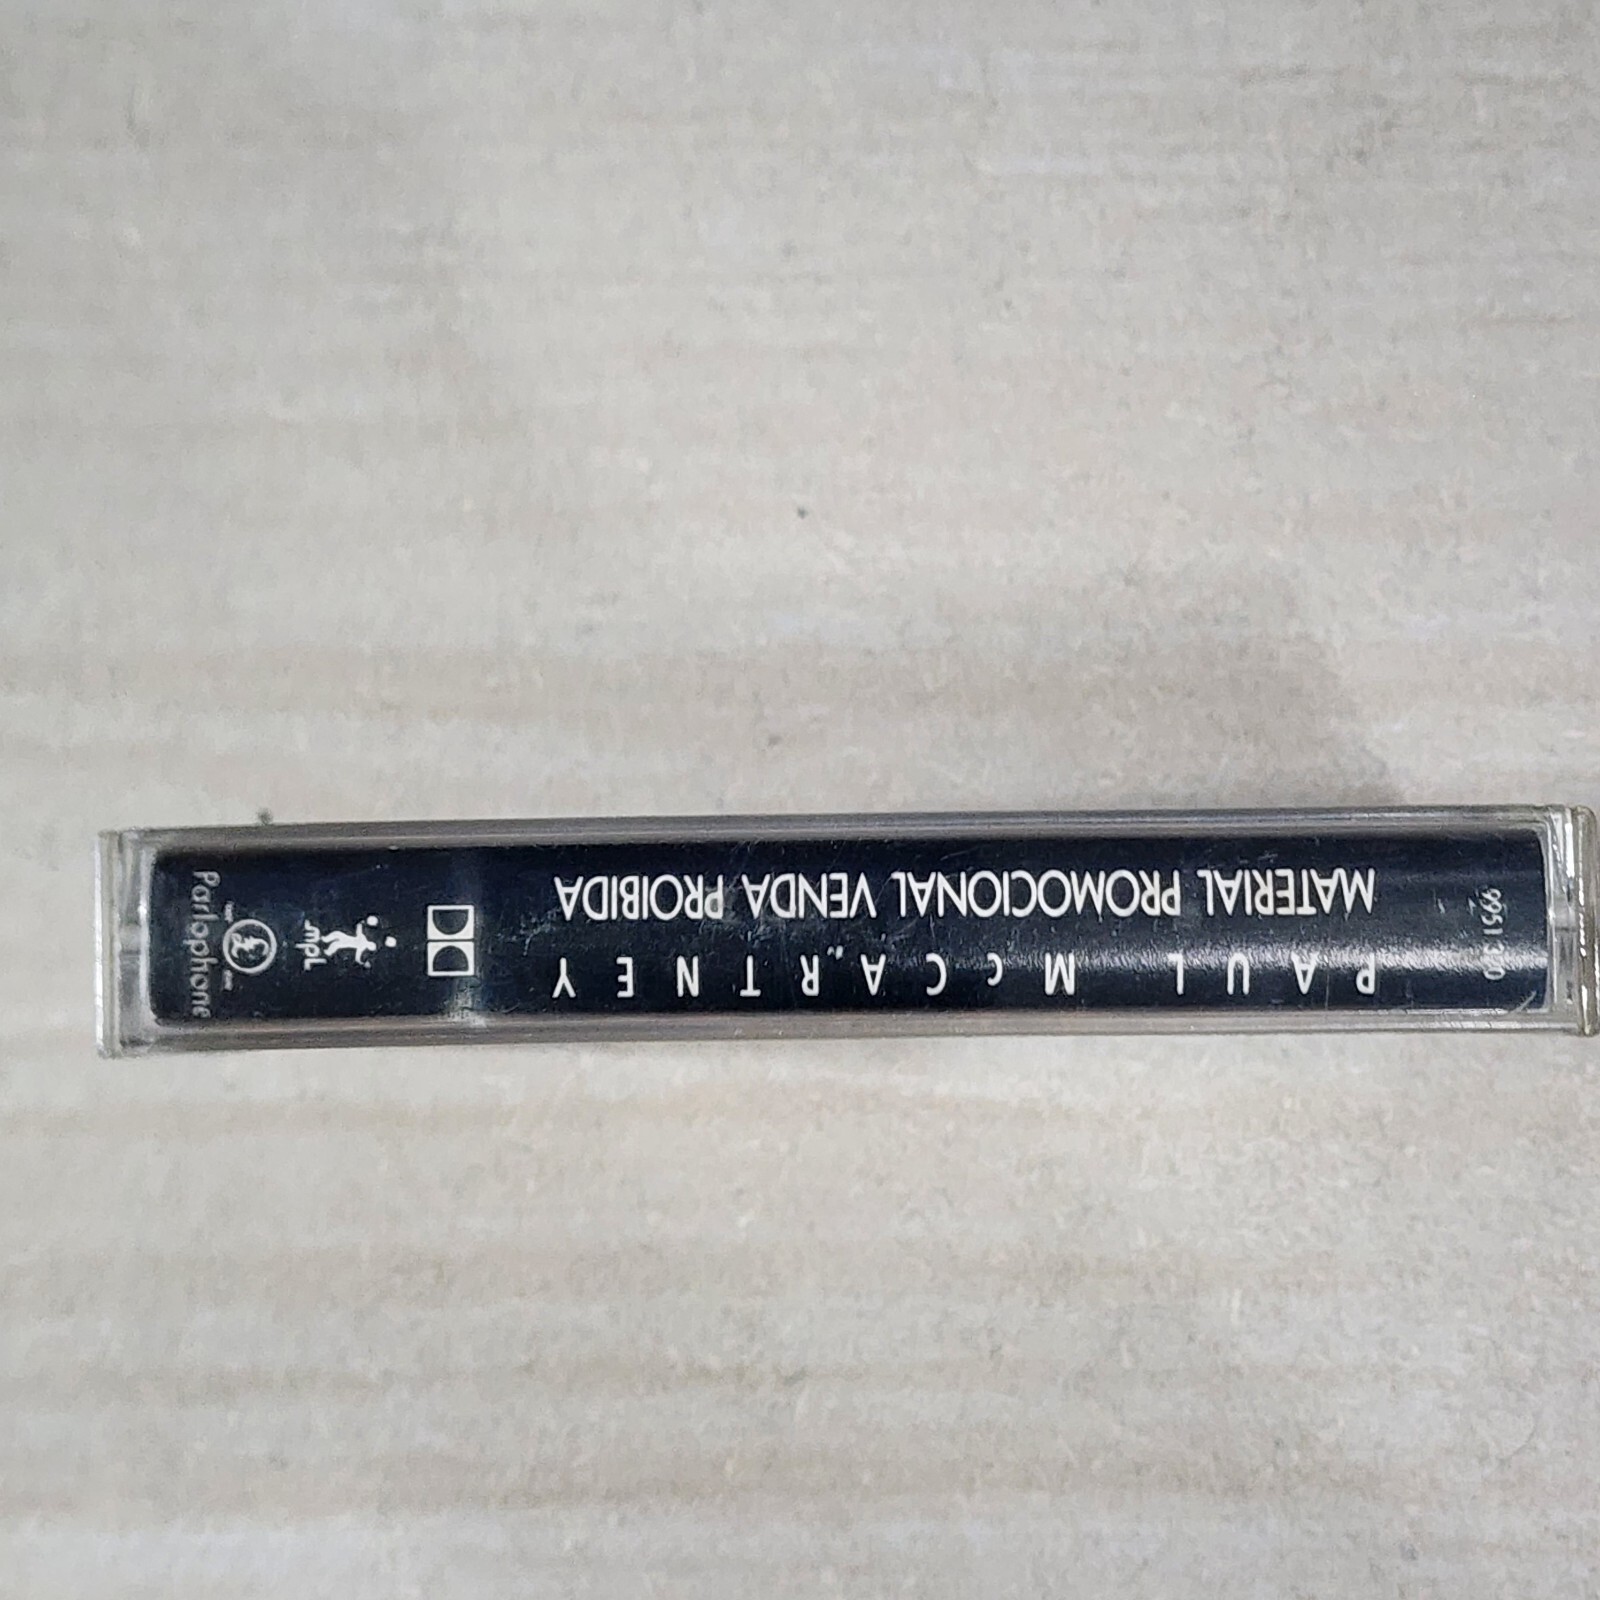 PAUL McCARTNEY
MATERIAL PROMOCIONAL VENDA PROIBIDA
mpl
Parlophone